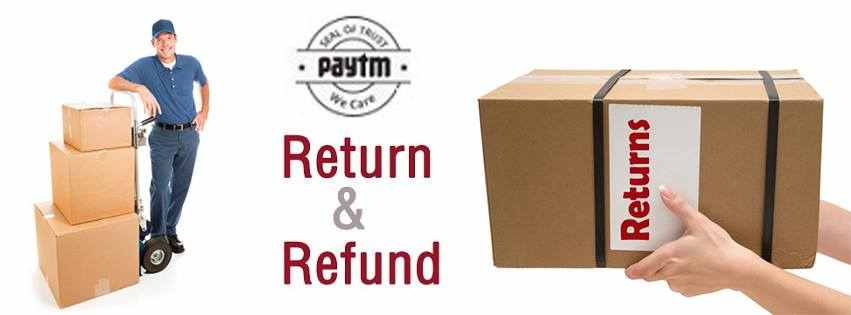 SEAL OF TRUST
paytm
We Care
Return
&
Refund
Returns